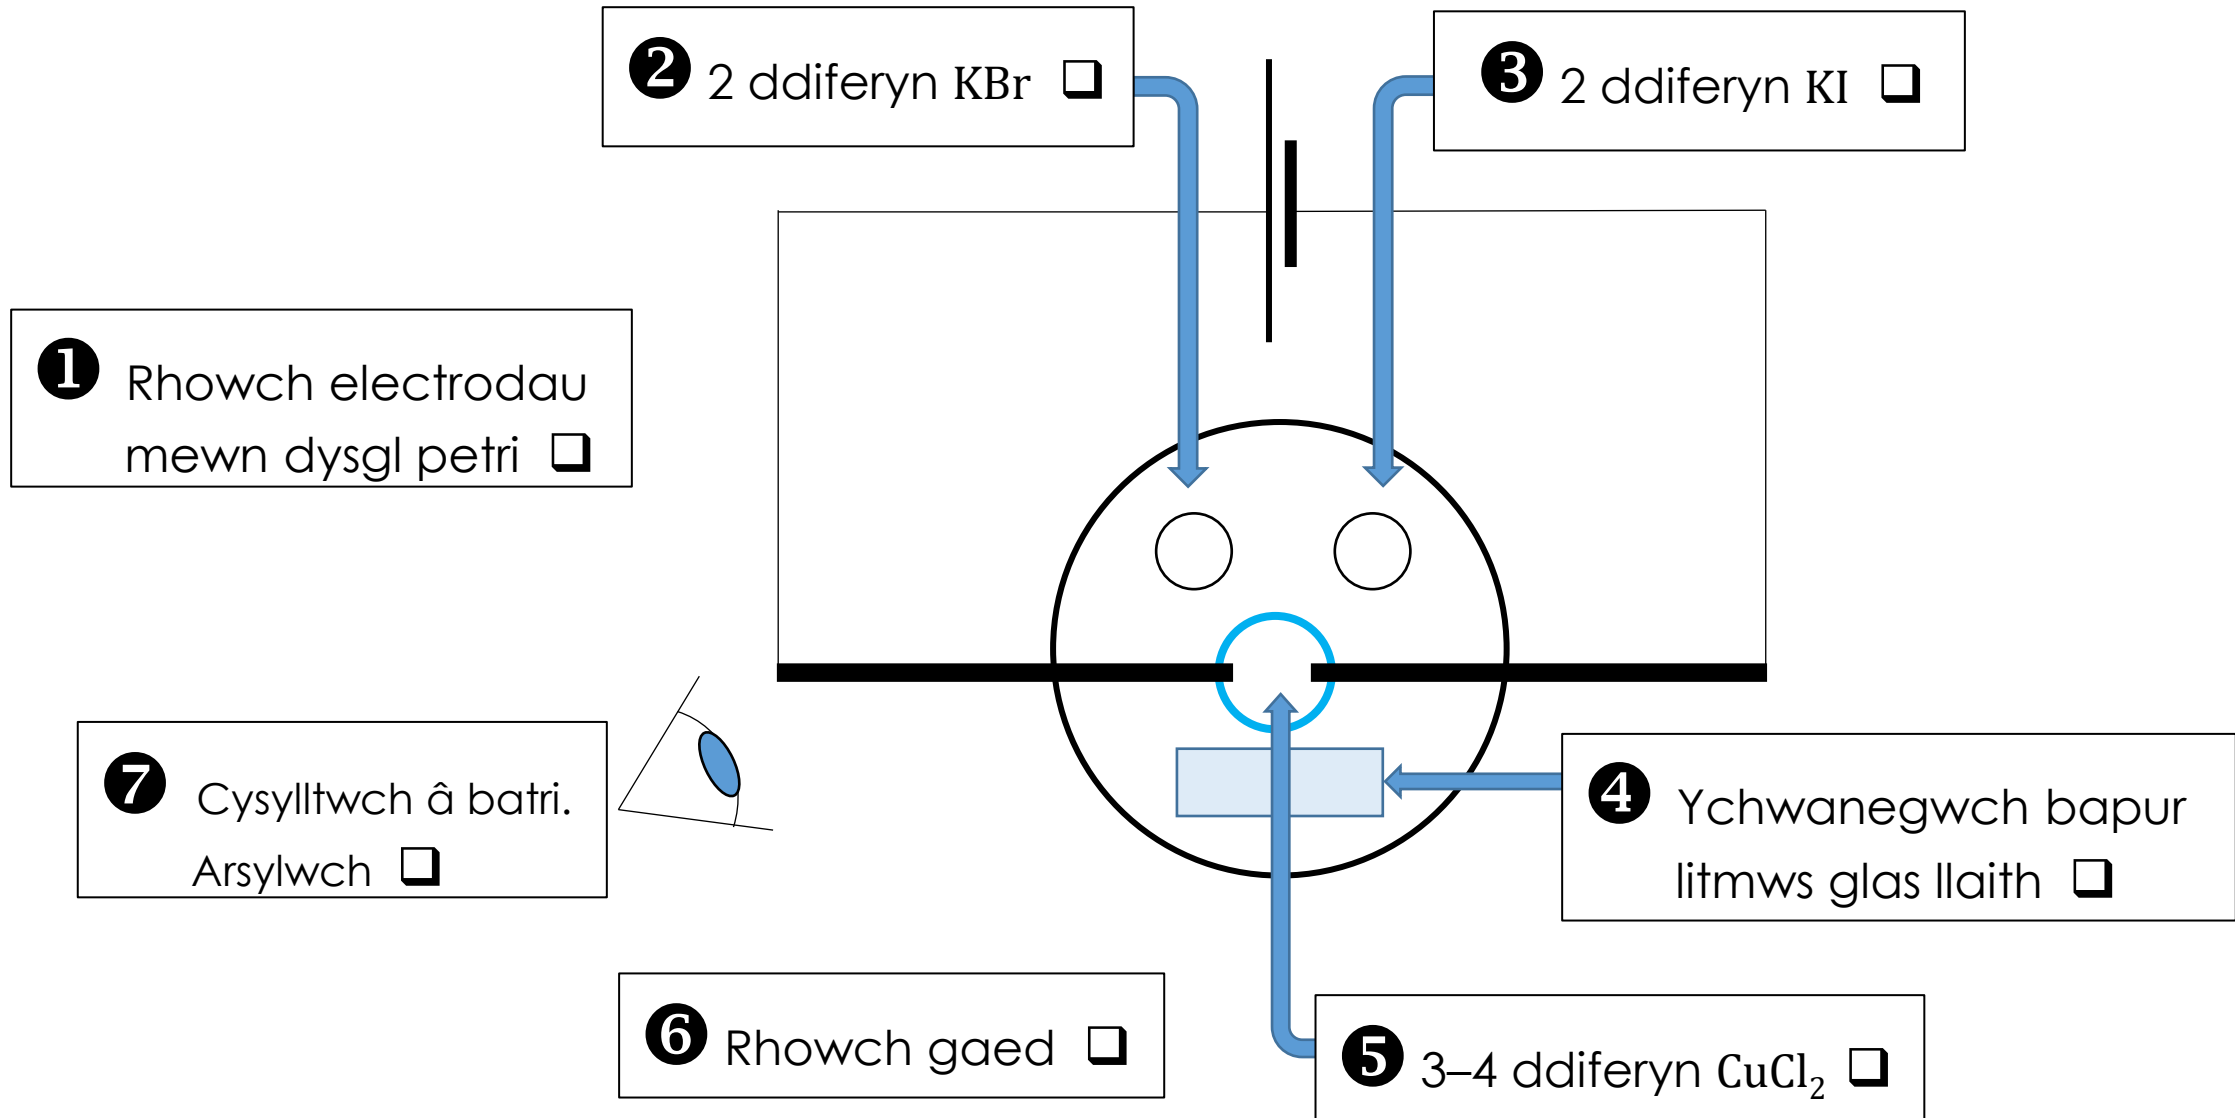 ❶ Rhowch electrodau
mewn dysgl petri ❑
❷ 2 ddiferyn KBr ❑
❸ 2 ddiferyn KI ❑
❹ Ychwanegwch bapur
litmws glas llaith ❑
❺ 3–4 ddiferyn CuCl₂ ❑
❻ Rhowch gaed ❑
❼ Cysylltwch â batri.
Arsylwch ❑